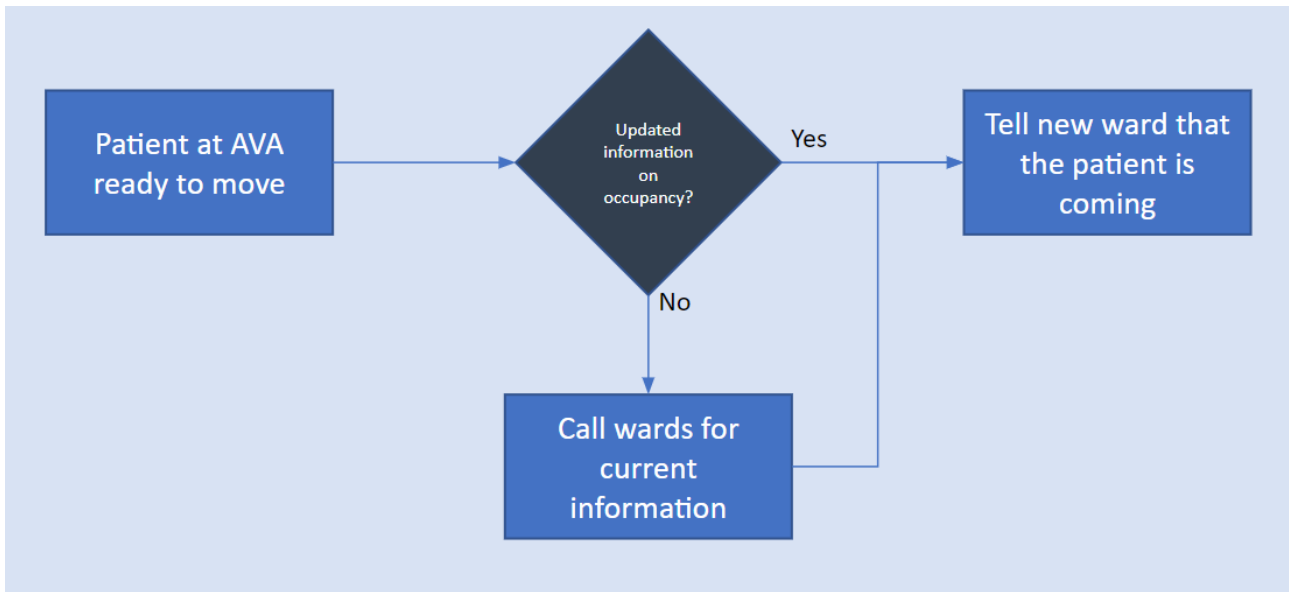 Patient at AVA
ready to move
Updated
information
on
occupancy?
Yes
No
Tell new ward that
the patient is
coming
Call wards for
current
information